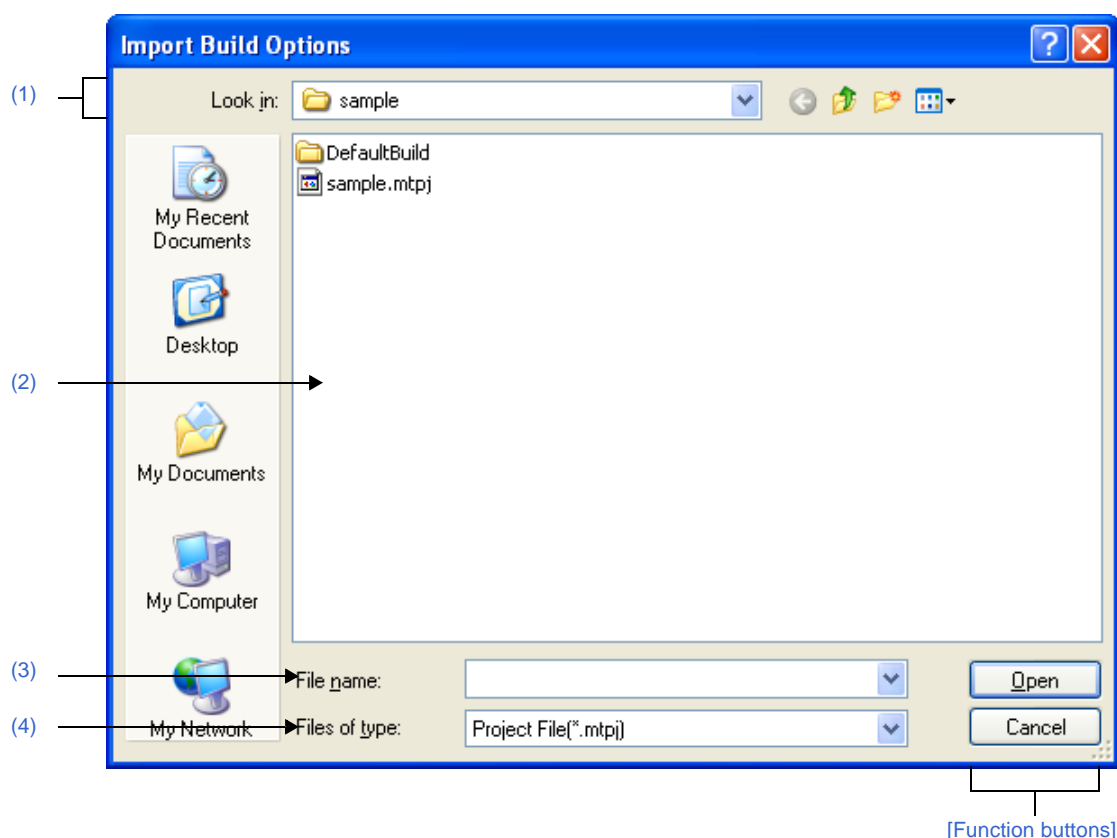 Import Build Options
(1)
Look in:
sample
DefaultBuild
sample.mtpj
My Recent
Documents
Desktop
(2)
My Documents
My Computer
(3)
File name:
Open
(4)
My Network
Files of type:
Project File(*.mtpj)
Cancel
[Function buttons]